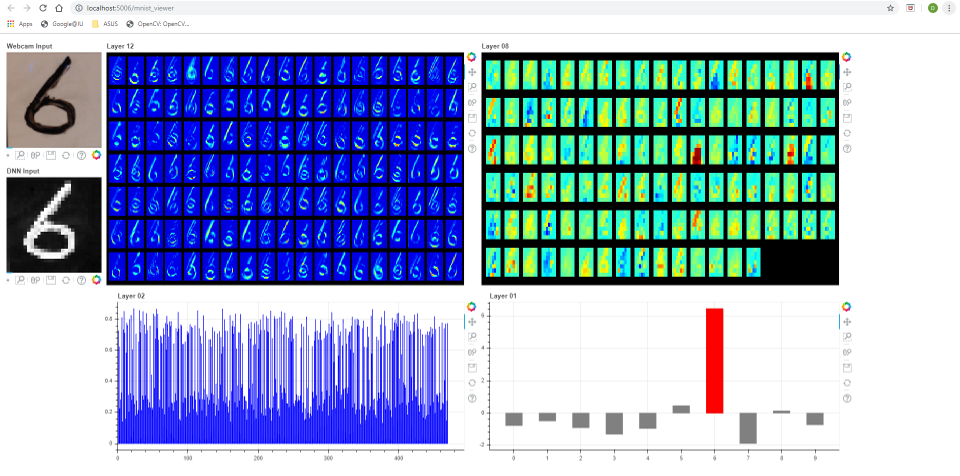 localhost:5006/mnist_viewer
D
Apps
Google@IU
ASUS
OpenCV: OpenCV...
Webcam Input
6
DNN Input
6
Layer 12
Layer 08
Layer 02
0.8
0.6
0.4
0.2
0
0
100
200
300
400
Layer 01
6
4
2
0
-2
0
1
2
3
4
5
6
7
8
9